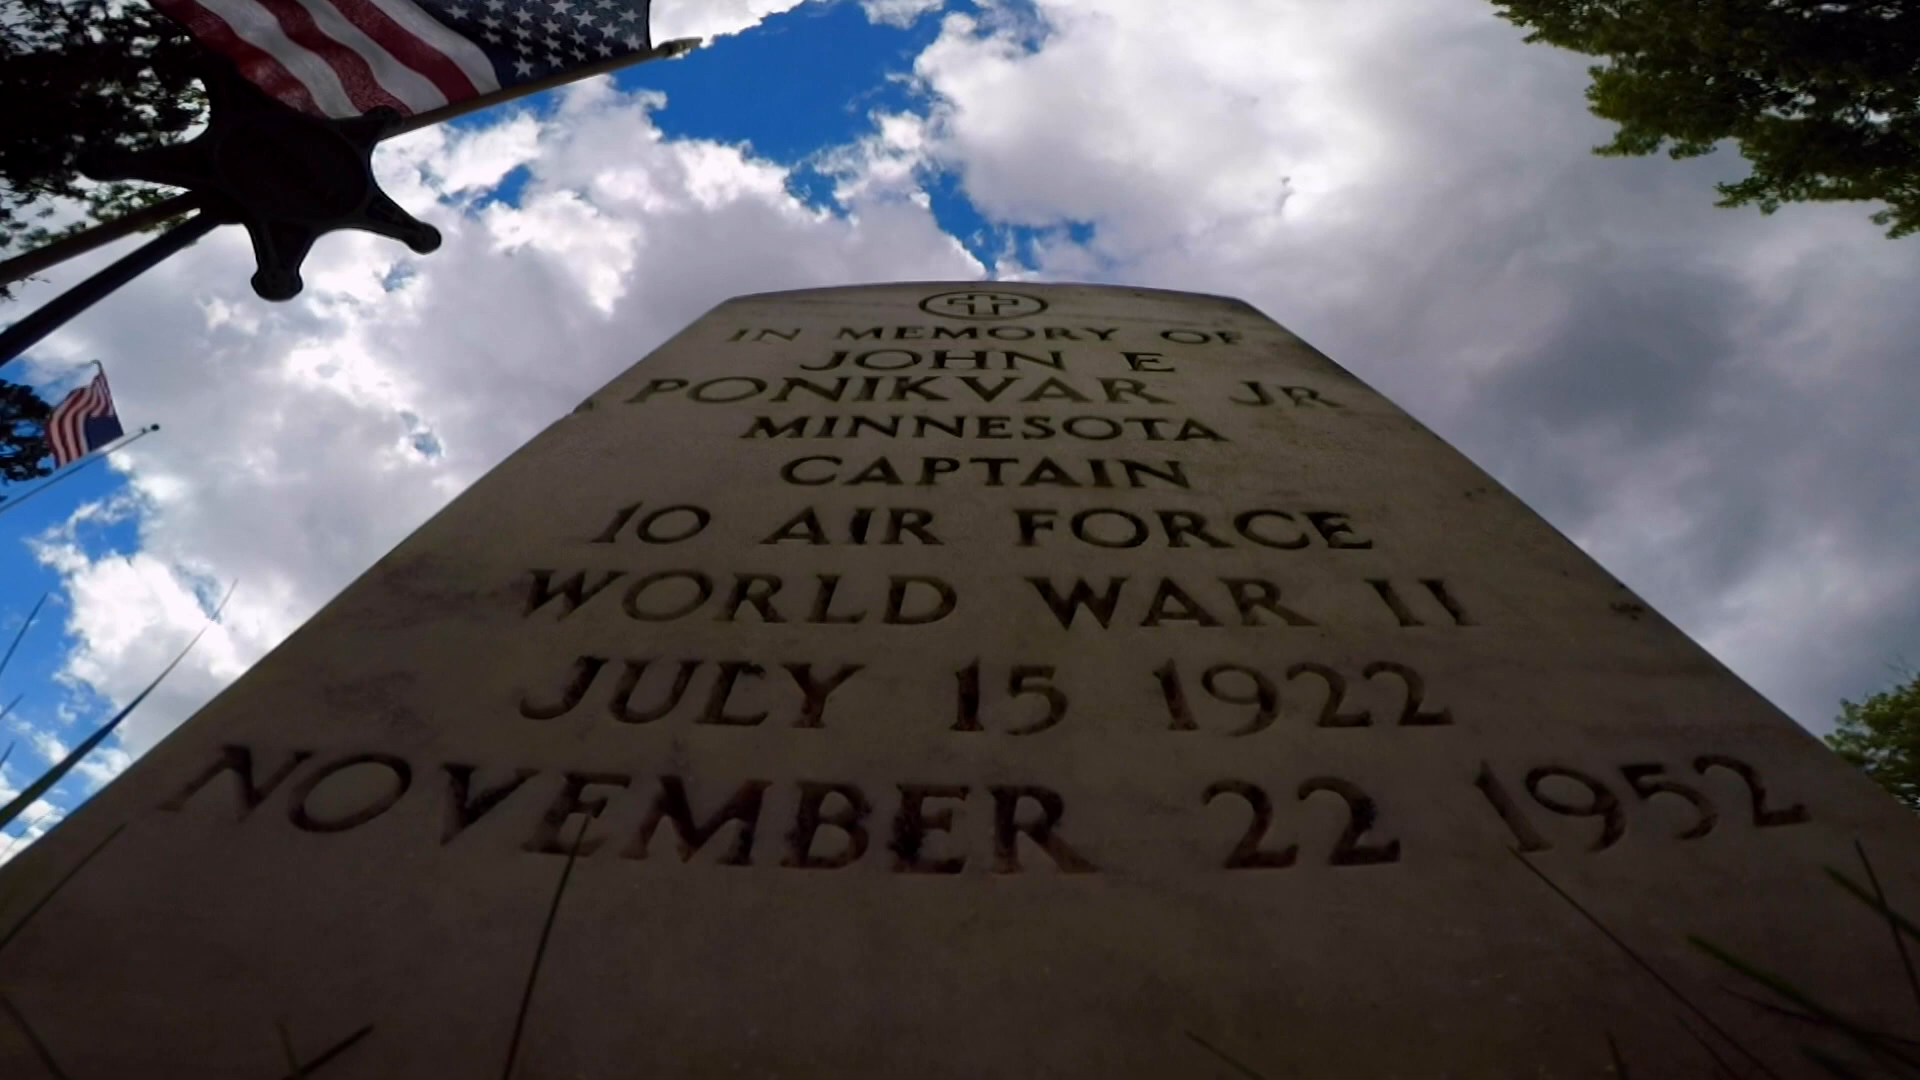 IN MEMORY OF
JOHN E
PONIKVAR JR
MINNESOTA
CAPTAIN
10 AIR FORCE
WORLD WAR II
JULY 15 1922
NOVEMBER 22 1952